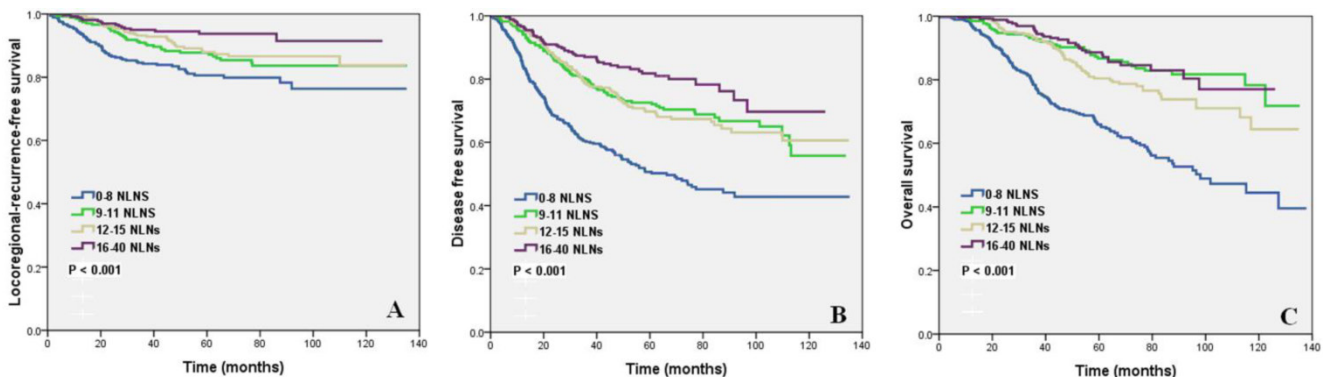 Locoregional-recurrence-free survival
1.0
0.8
0.6
0.4
0.2
0.0
0-8 NLNS
9-11 NLNS
12-15 NLNs
16-40 NLNs
P < 0.001
A
0 20 40 60 80 100 120 140
Time (months)
Disease free survival
1.0
0.8
0.6
0.4
0.2
0.0
0-8 NLNS
9-11 NLNS
12-15 NLNs
16-40 NLNs
P < 0.001
B
0 20 40 60 80 100 120 140
Time (months)
Overall survival
1.0
0.8
0.6
0.4
0.2
0.0
0-8 NLNS
9-11 NLNS
12-15 NLNs
16-40 NLNs
P < 0.001
C
0 20 40 60 80 100 120 140
Time (months)